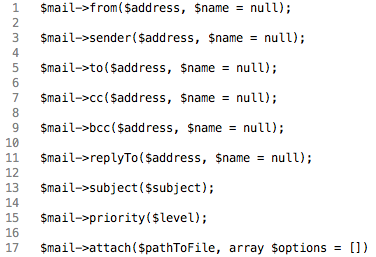 1 $mail->from($address, $name = null);
2
3 $mail->sender($address, $name = null);
4
5 $mail->to($address, $name = null);
6
7 $mail->cc($address, $name = null);
8
9 $mail->bcc($address, $name = null);
10
11 $mail->replyTo($address, $name = null);
12
13 $mail->subject($subject);
14
15 $mail->priority($level);
16
17 $mail->attach($pathToFile, array $options = [])